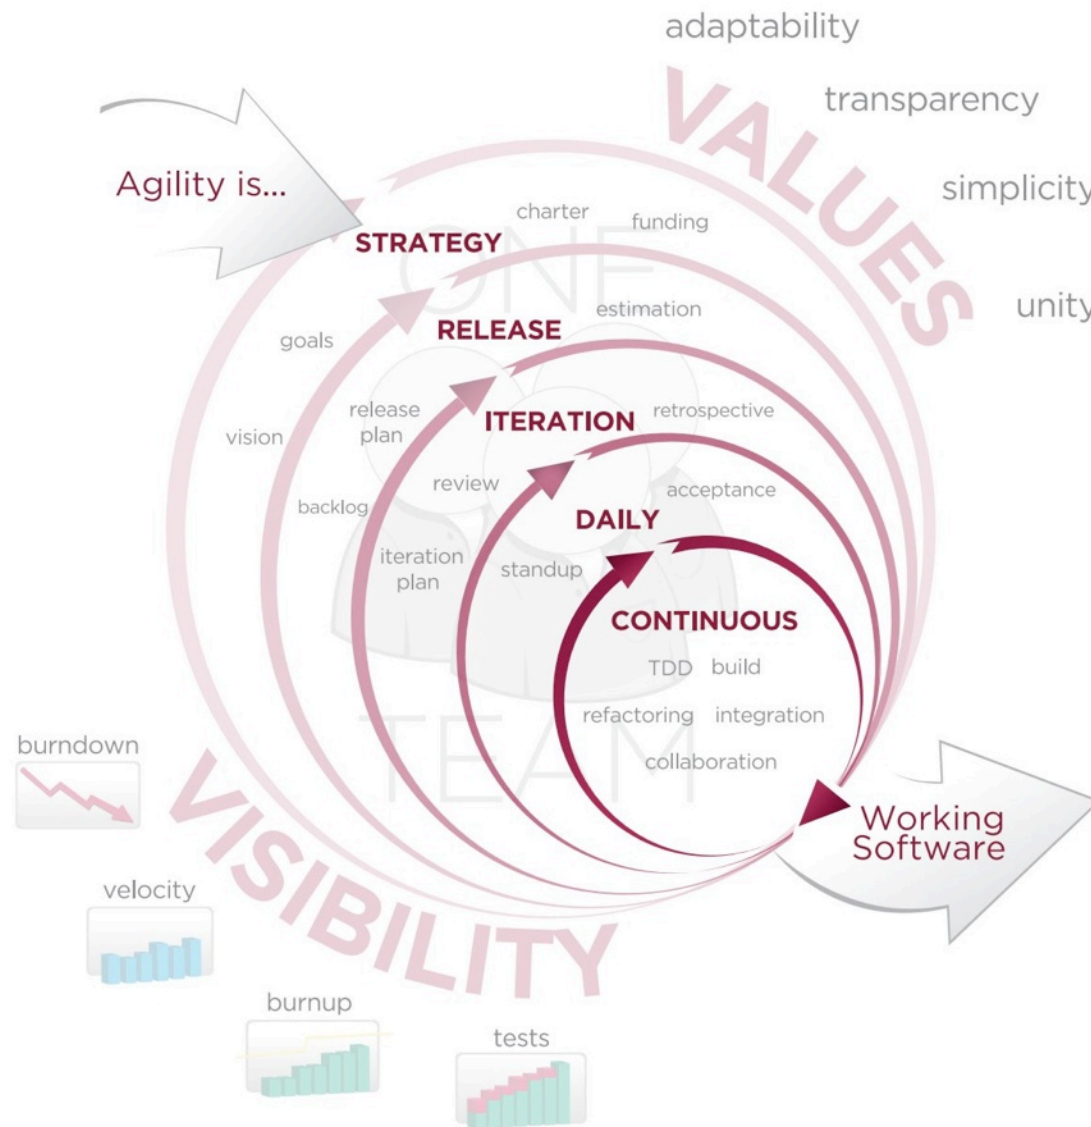 adaptability
transparency
simplicity
unity
VALUES
Agility is...
STRATEGY
charter
funding
goals
vision
ONE
TEAM
RELEASE
estimation
release
plan
backlog
ITERATION
retrospective
review
iteration
plan
DAILY
acceptance
standup
CONTINUOUS
TDD build
refactoring integration
collaboration
Working
Software
VISIBILITY
burndown
velocity
burnup
tests